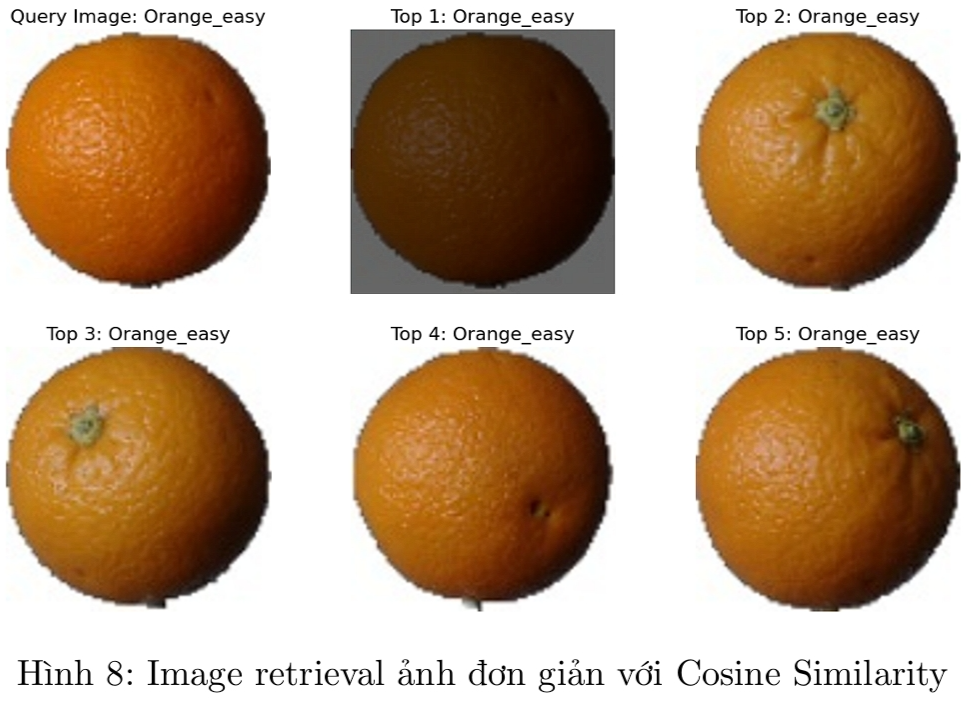 Query Image: Orange_easy
Top 1: Orange_easy
Top 2: Orange_easy
Top 3: Orange_easy
Top 4: Orange_easy
Top 5: Orange_easy
Hình 8: Image retrieval ảnh đơn giản với Cosine Similarity